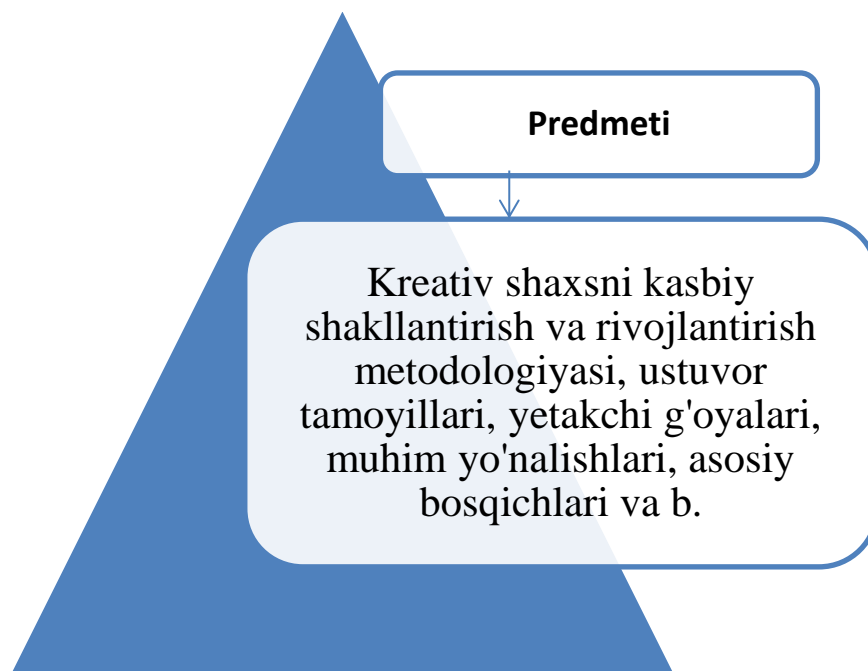 Predmeti
Kreativ shaxsni kasbiy
shakllantirish va rivojlantirish
metodologiyasi, ustuvor
tamoyillari, yetakchi g'oyalari,
muhim yo'nalishlari, asosiy
bosqichlari va b.